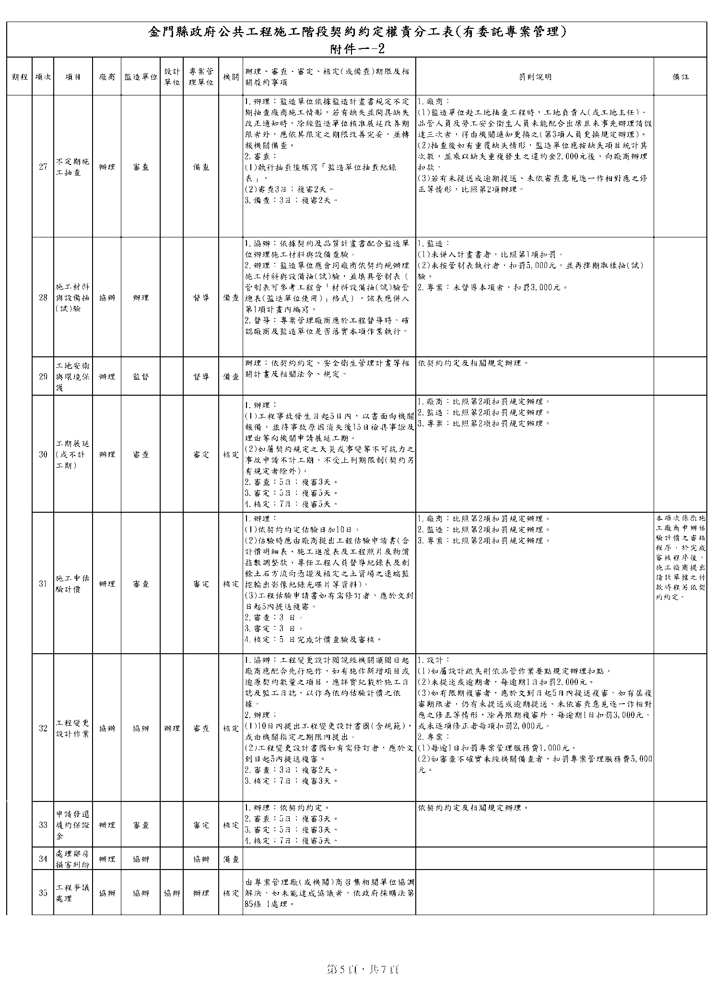 金門縣政府公共工程施工階段契約約定權責分工表(有委託專案管理)
附件一-2
期程
項次
項目
廠商
監造單位
設計
單位
專案管
理單位
機關
辦理、審查、審定、核定(或備查)期限及相
關履約事項
罰則說明
備註
27
不定期施
工抽查
辦理
審查
備查
1.辦理：監造單位依據監造計畫書規定不定
期抽查廠商施工情形，若有缺失並開具缺失
改正通知時，除經監造單位核准展延改善期
限者外，應依其限定之期限改善完妥，並轉
報機關備查。
2.審查：
(1)執行抽查後填寫「監造單位抽查紀錄
表」。
(2)審查3日；複審2天。
3.備查：3日；複審2天。
1.廠商：
(1)監造單位赴工地抽查工程時，工地負責人(或工地主任)、
品管人員及勞工安全衛生人員未能配合出席且未事先辦理請假
達三次者，得由機關通知更換之(第3項人員更換規定辦理)。
(2)抽查後如有重覆缺失情形，監造單位應按缺失項目統計其
次數，並乘以缺失重複發生之違約金2,000元後，向廠商辦理
扣款。
(3)若有未提送或逾期提送、未依審查意見逐一作相對應之修
正等情形，比照第2項辦理。
28
施工材料
與設備抽
(試)驗
協辦
辦理
督導
備查
1.協辦：依據契約及品質計畫書配合監造單
位辦理施工材料與設備查驗。
2.辦理：監造單位應會同廠商依契約規辦理
施工材料與設備抽(試)驗，並填具管制表（
管制表可參考工程會「材料設備抽(試)驗管
總表(監造單位使用)」格式），該表應併入
第1項計畫內編寫。
2.督導：專案管理廠商應於工程督導時，確
認廠商及監造單位是否落實本項作業執行。
1.監造：
(1)未併入計畫書者，比照第1項扣罰。
(2)未按管制表執行者，扣罰5,000元，並再擇期取樣抽(試)
驗。
2.專案：未督導本項者，扣罰3,000元。
29
工地安衛
與環境保
護
辦理
監督
督導
備查
辦理：依契約約定、安全衛生管理計畫等相
關計畫及相關法令、規定。
依契約約定及相關規定辦理。
30
工期展延
(或不計
工期)
辦理
審查
審定
核定
1.辦理：
(1)工程事故發生日起5日內，以書面向機關
報備，並待事故原因消失後15日檢具事證及
理由等向機關申請展延工期。
(2)如屬契約規定之天災或事變等不可抗力之
事故申請不計工期，不受上列期限制(契約另
有規定者除外)。
2.審查：5日；複審3天。
3.審定：5日；複審5天。
4.核定：7日；複審5天。
1.廠商：比照第2項扣罰規定辦理。
2.監造：比照第2項扣罰規定辦理。
3.專案：比照第2項扣罰規定辦理。
31
施工中估
驗計價
辦理
審查
審定
核定
1.辦理：
(1)依契約約定估驗日加10日。
(2)估驗時應由廠商提出工程估驗申請書(含
計價明細表、施工進度表及工程照片及物價
指數調整款、專任工程人員督導紀錄表及剩
餘土石方流向憑證及核定之土資場之遠端監
控輸出影像紀錄光碟片等資料)。
(3)工程估驗申請書如有需修訂者，應於文到
日起5內提送複審。
2.審查：3 日。
3.審定：3 日。
4.核定：5 日完成計價查驗及審核。
1.廠商：比照第2項扣罰規定辦理。
2.監造：比照第2項扣罰規定辦理。
3.專案：比照第2項扣罰規定辦理。
本項次係指施
工廠商申辦估
驗計價之審核
程序，於完成
審核程序後，
施工廠商提出
請款單據之付
款時程另依契
約約定。
32
工程變更
設計作業
協辦
協辦
辦理
審查
核定
1.協辦：工程變更設計圖說經機關頒圖日起
廠商應配合先行施作，如有施作新增項目或
逾原契約數量之項目，應詳實紀載於施工日
誌及監工日誌，以作為依約估驗計價之依
據。
2.辦理：
(1)10日內提出工程變更設計書圖(含規範)，
或由機關指定之期限內提出。
(2)工程變更設計書圖如有需修訂者，應於文
到日起5內提送複審。
2.審查：3日；複審2天。
3.核定：7日；複審3天。
1.設計：
(1)如屬設計疏失則依品管作業要點規定辦理扣點。
(2)未提送或逾期者，每逾期1日扣罰2,000元。
(3)如有限期複審者，應於文到日起5日內提送複審。如有屆複
審期限者，仍有未提送或逾期提送、未依審查意見逐一作相對
應之修正等情形，除再限期複審外，每逾期1日扣罰3,000元，
或未逐項修正者每項扣罰2,000元。
2.專案：
(1)每逾1日扣罰專案管理服務費1,000元。
(2)如審查不確實未經機關備查者，扣罰專案管理服務費5,000
元。
33
申請發還
履約保證
金
辦理
審查
審定
核定
1.辦理：依契約約定。
2.審查：5日；複審3天。
3.審定：5日；複審3天。
4.核定：7日；複審5天。
依契約約定及相關規定辦理。
34
處理鄰房
損害糾紛
辦理
協辦
協辦
備查
35
工程爭議
處理
協辦
協辦
協辦
辦理
核定
由專案管理廠(或機關)商召集相關單位協調
解決，如未能達成協議者、依政府採購法第
85條 1處理。
第 5 頁，共 7 頁